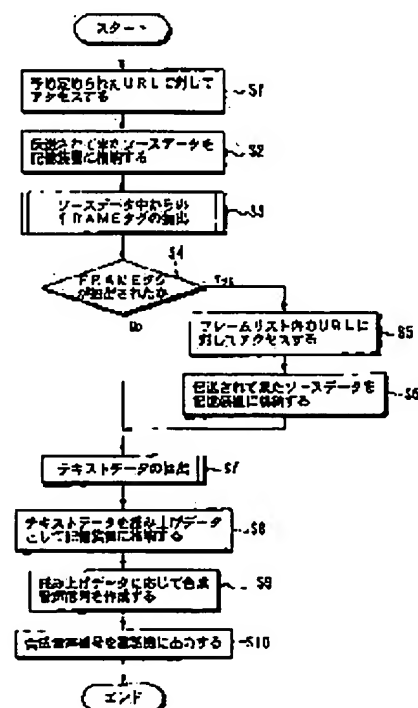 スタート
予め定められたURLに対して
アクセスする
S1
伝送されて来たソースデータを
記憶装置に格納する
S2
ソースデータ中からの
FRAMEタグの抽出
S3
S4
FRAMEタグ
が抽出されたか
Yes
No
フレームリスト内のURLに
対してアクセスする
S5
伝送されて来たソースデータを
記憶装置に格納する
S6
テキストデータの抽出
S7
テキストデータを読み上げデータ
として記憶装置に格納する
S8
読み上げデータに応じて合成
音声信号を作成する
S9
合成音声信号を電話機に出力する
S10
エンド